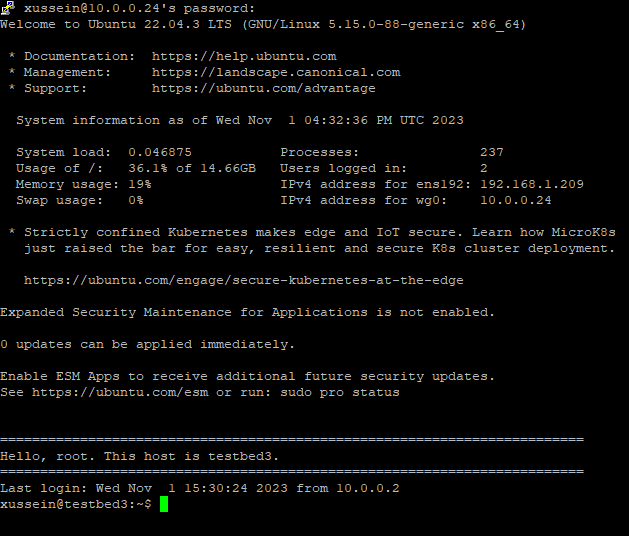 xussein@10.0.0.24's password:
Welcome to Ubuntu 22.04.3 LTS (GNU/Linux 5.15.0-88-generic x86_64)
* Documentation:  https://help.ubuntu.com
* Management:     https://landscape.canonical.com
* Support:        https://ubuntu.com/advantage
System information as of Wed Nov  1 04:32:36 PM UTC 2023
System load:  0.046875           Processes:               237
Usage of /:   36.1% of 14.66GB   Users logged in:         2
Memory usage: 19%                IPv4 address for ens192: 192.168.1.209
Swap usage:   0%                 IPv4 address for wg0:    10.0.0.24
* Strictly confined Kubernetes makes edge and IoT secure. Learn how MicroK8s
just raised the bar for easy, resilient and secure K8s cluster deployment.
https://ubuntu.com/engage/secure-kubernetes-at-the-edge
Expanded Security Maintenance for Applications is not enabled.
0 updates can be applied immediately.
Enable ESM Apps to receive additional future security updates.
See https://ubuntu.com/esm or run: sudo pro status
=========================================================================
Hello, root. This host is testbed3.
=========================================================================
Last login: Wed Nov  1 15:30:24 2023 from 10.0.0.2
xussein@testbed3:~$